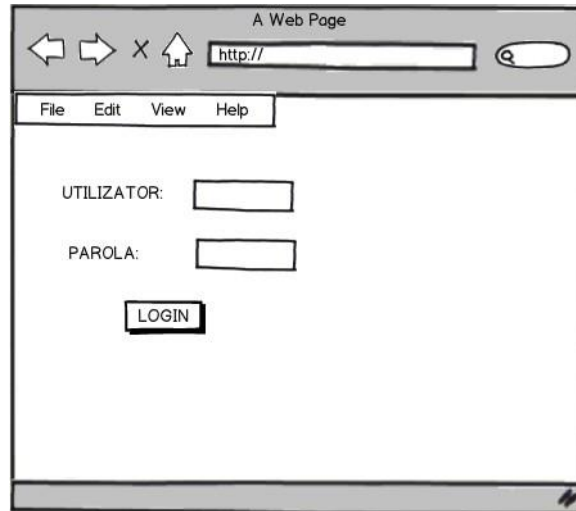 A Web Page
http://
File Edit View Help
UTILIZATOR:
PAROLA:
LOGIN